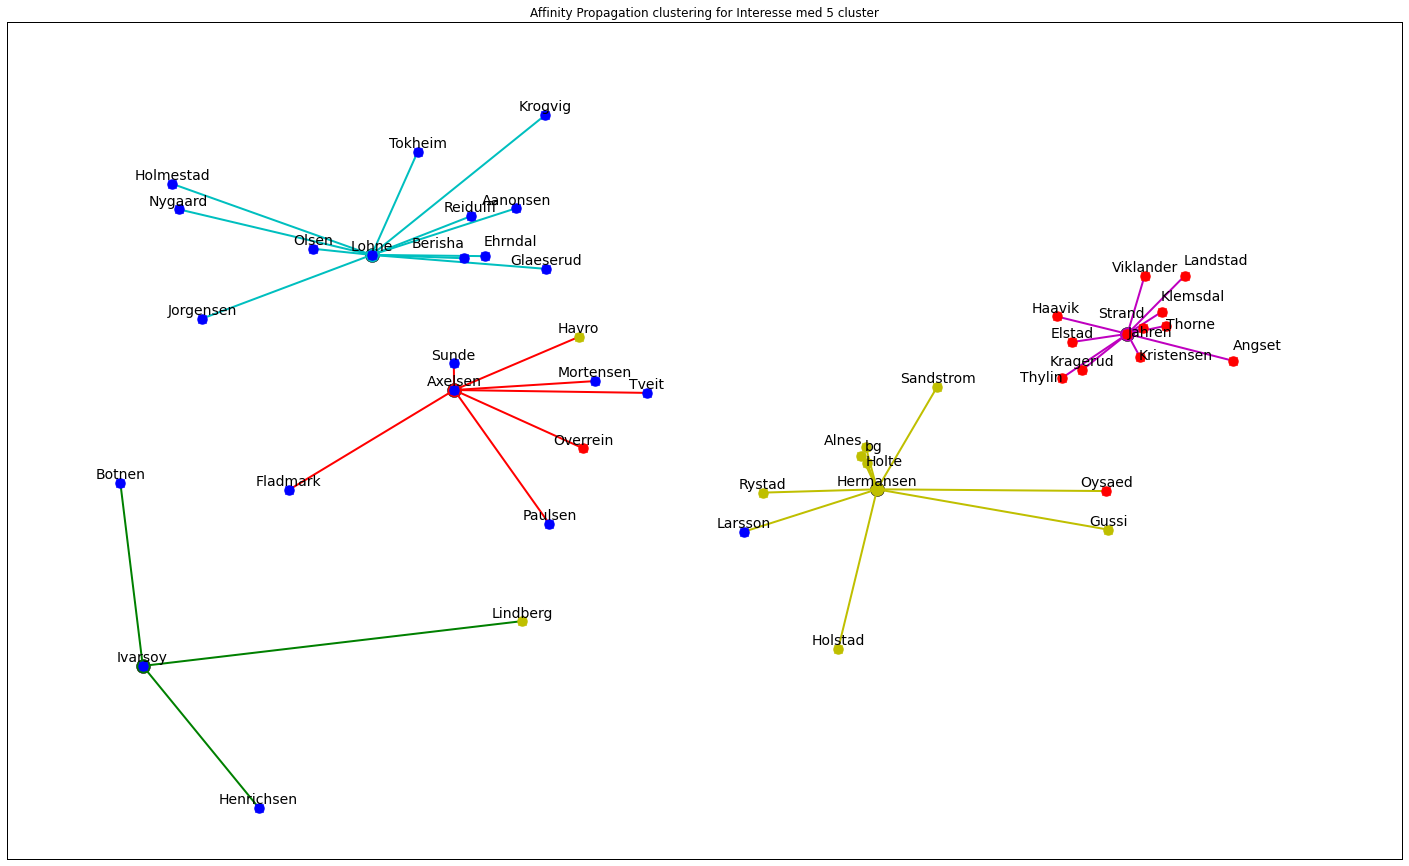 Affinity Propagation clustering for Interesse med 5 cluster
Krogvig
Tokheim
Holmestad
Nygaard
Reidulff
Aanonsen
Olsen
Lohne
Berisha
Ehrndal
Glaeserud
Jorgensen
Viklander
Landstad
Klemsdal
Haavik
Strand
Thorne
Elstad
Jahren
Angset
Kristensen
Kragerud
Thylin
Havro
Sunde
Mortensen
Axelsen
Tveit
Sandstrom
Overrein
Alnes
bg
Holte
Botnen
Fladmark
Hermansen
Rystad
Oysaed
Paulsen
Larsson
Gussi
Lindberg
Holstad
Ivarsoy
Henrichsen